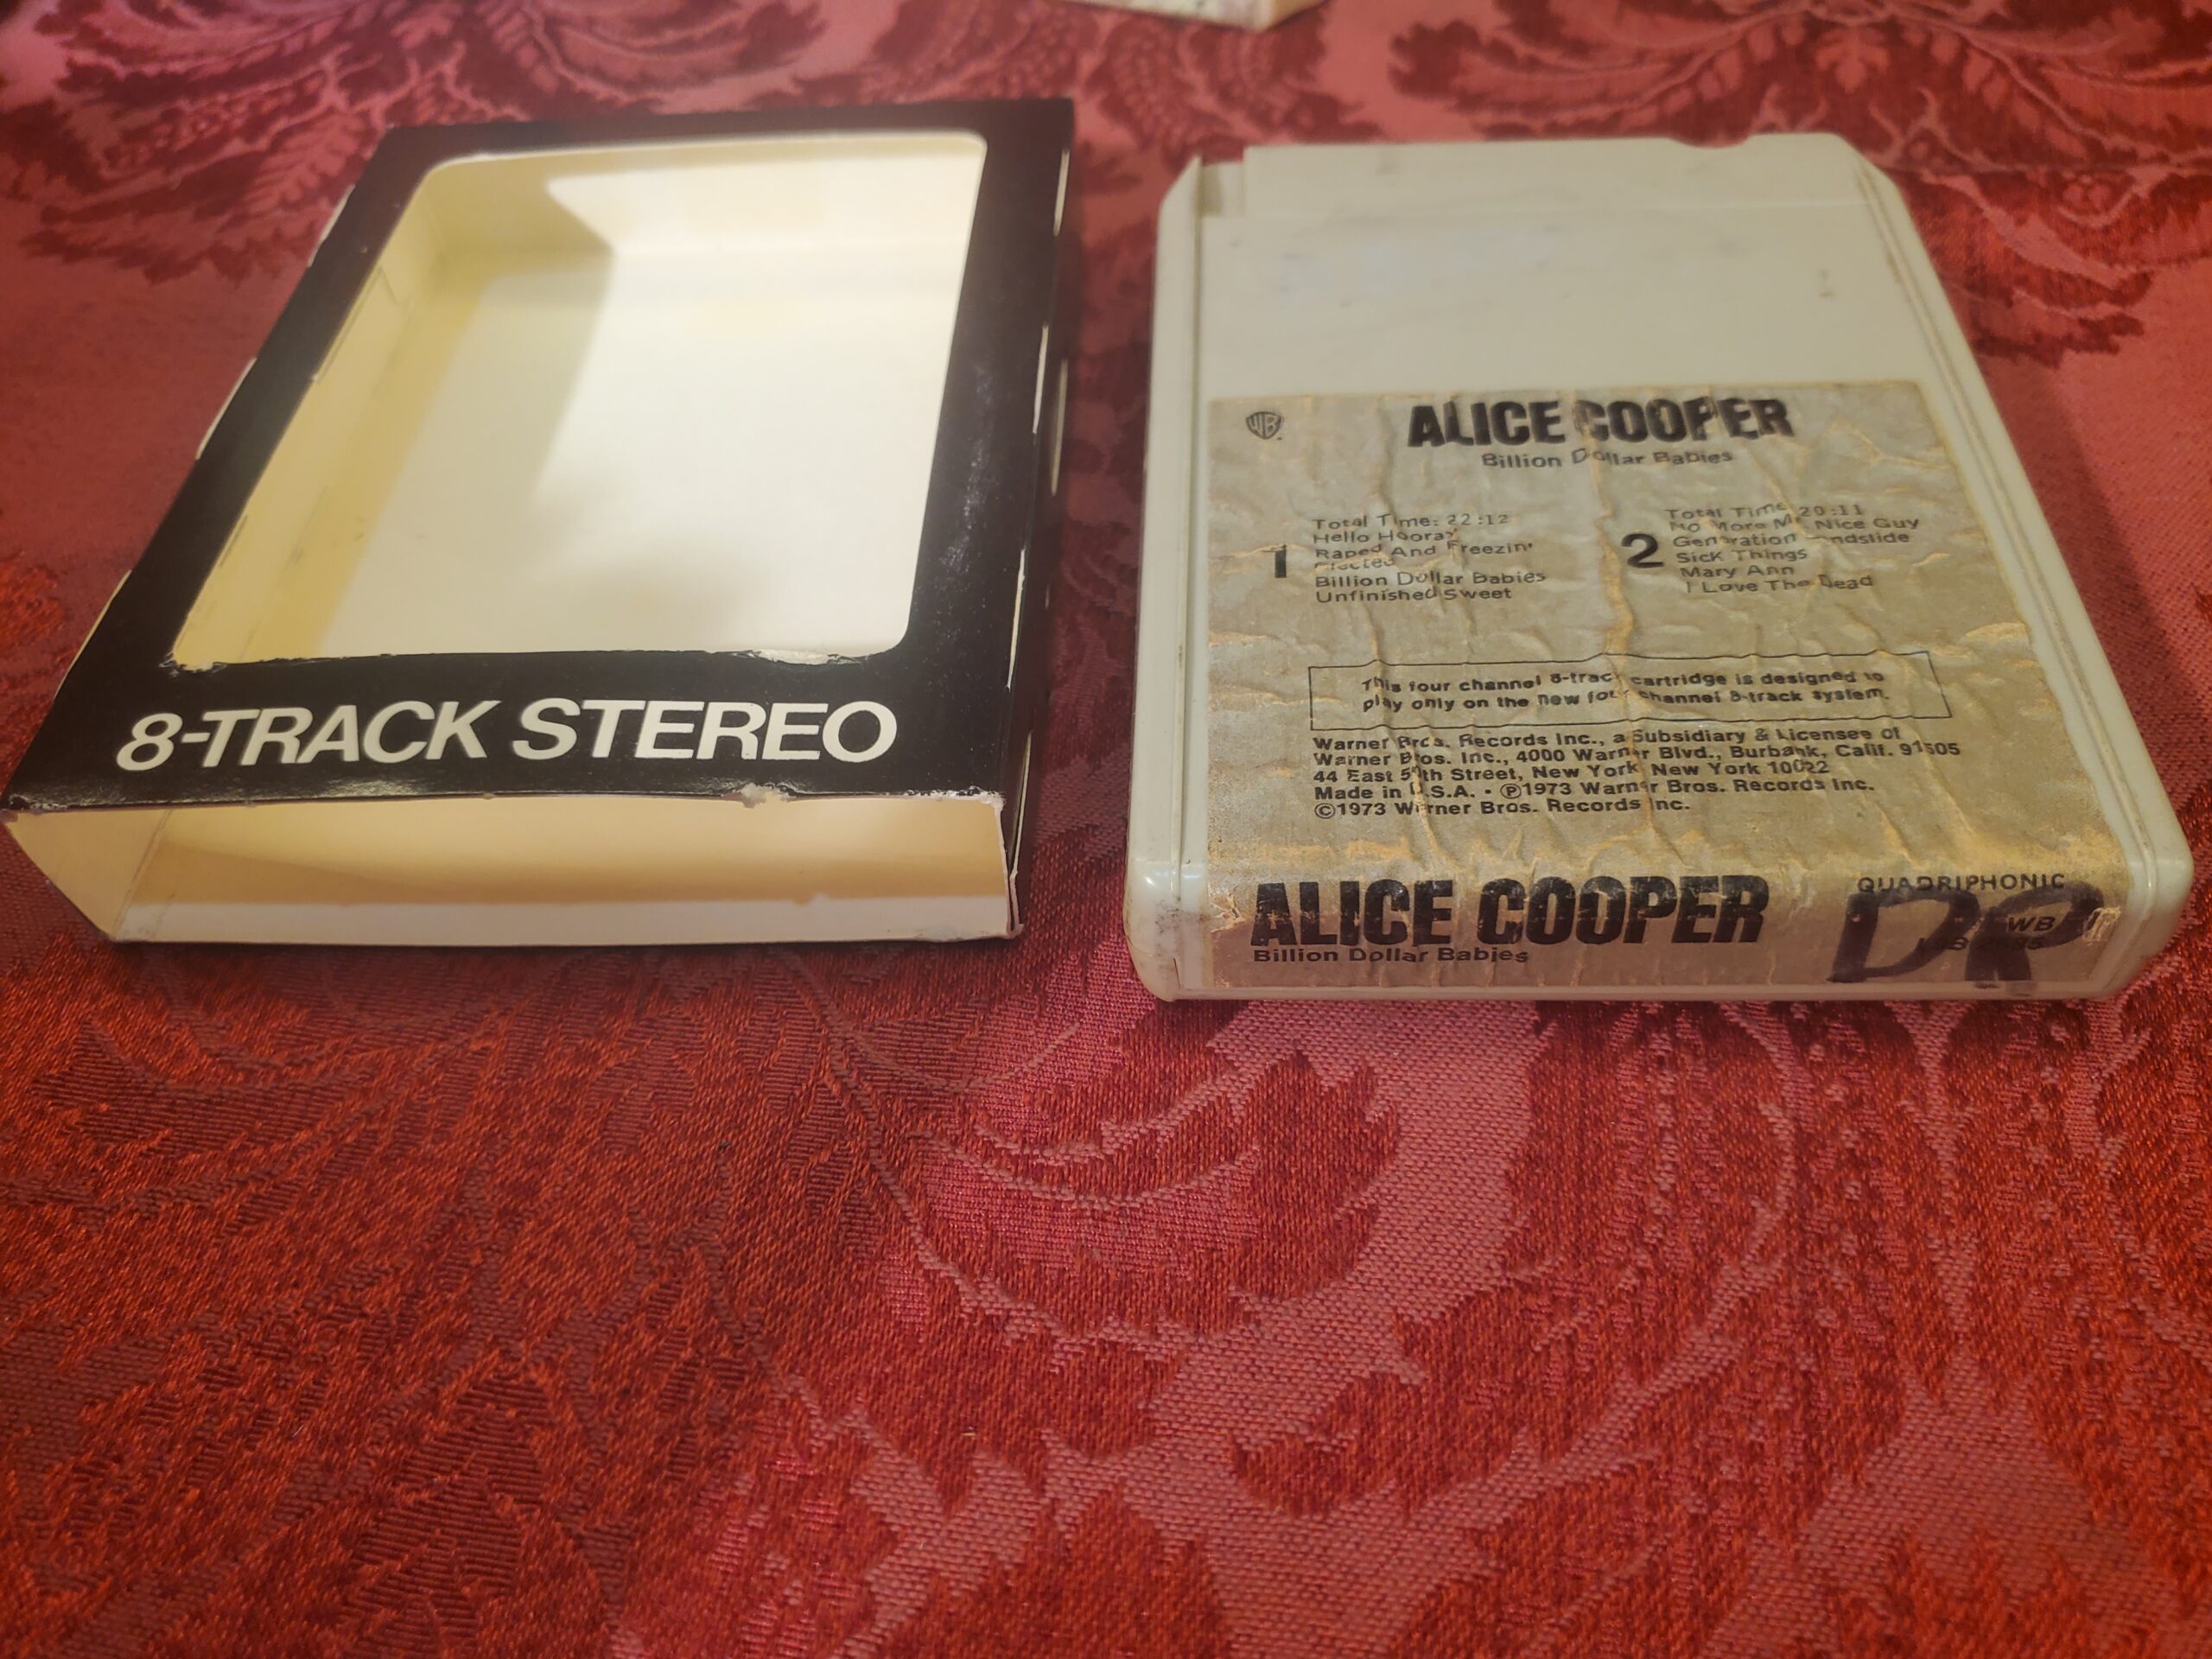 8-TRACK STEREO
WB
ALICE COOPER
Billion Dollar Babies
1
Total Time: 22:12
Hello Hooray
Raped And Freezin'
Elected
Billion Dollar Babies
Unfinished Sweet
2
Total Time 20:11
No More Mr. Nice Guy
Generation ndslide
Sick Things
Mary Ann
I Love The Dead
This four channel 8-track cartridge is designed to
play only on the new four channel 8-track system.
Warner Bros. Records Inc., a Subsidiary & Licensee of
Warner Bros. Inc., 4000 Warner Blvd., Burbank, Calif. 91505
44 East 50th Street, New York, New York 10022
Made in U.S.A. • ℗1973 Warner Bros. Records Inc.
©1973 Warner Bros. Records Inc.
ALICE COOPER
Billion Dollar Babies
QUADRIPHONIC
WB
DR